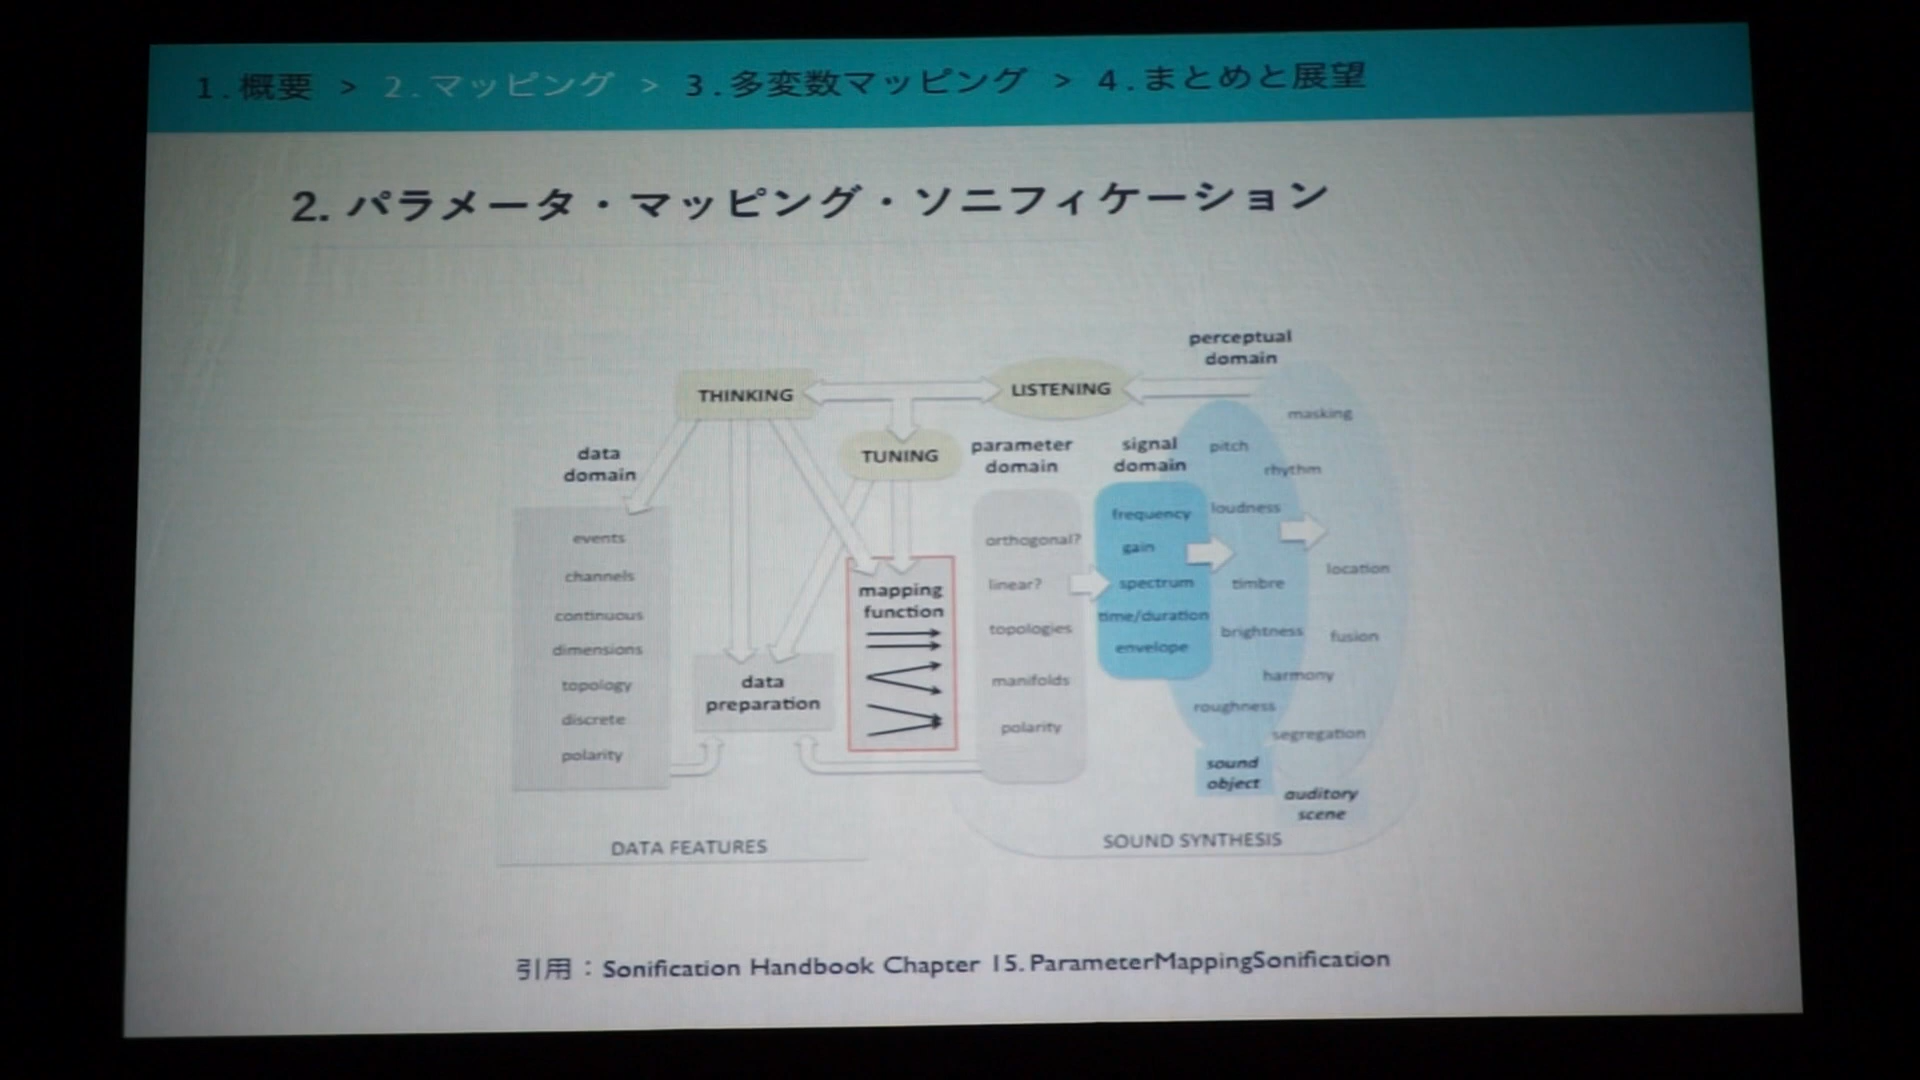 1.概要 > 2.マッピング > 3.多変数マッピング > 4.まとめと展望
2. パラメータ・マッピング・ソニフィケーション
perceptual
domain
THINKING
LISTENING
masking
data
domain
TUNING
parameter
domain
signal
domain
pitch
rhythm
events
channels
continuous
dimensions
topology
discrete
polarity
data
preparation
mapping
function
orthogonal?
linear?
topologies
manifolds
polarity
frequency
gain
spectrum
time/duration
envelope
loudness
timbre
brightness
harmony
roughness
location
fusion
segregation
sound
object
auditory
scene
DATA FEATURES
SOUND SYNTHESIS
引用：Sonification Handbook Chapter 15. ParameterMappingSonification